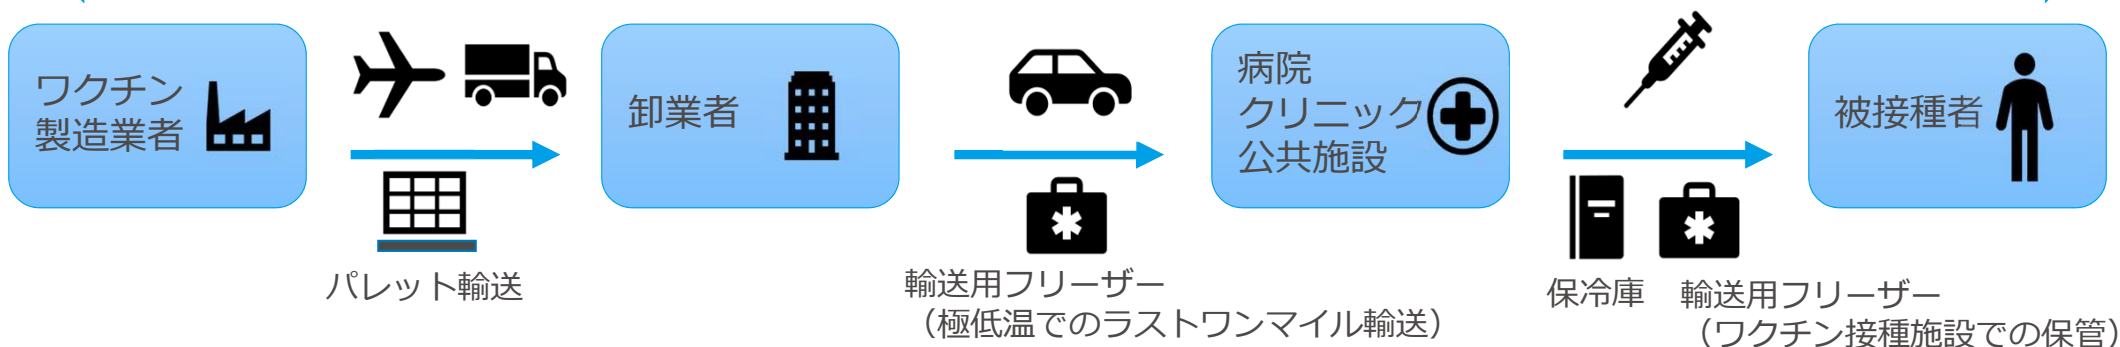 ワクチン
製造業者
卸業者
病院
クリニック
公共施設
被接種者
パレット輸送
輸送用フリーザー
（極低温でのラストワンマイル輸送）
保冷庫
輸送用フリーザー
（ワクチン接種施設での保管）